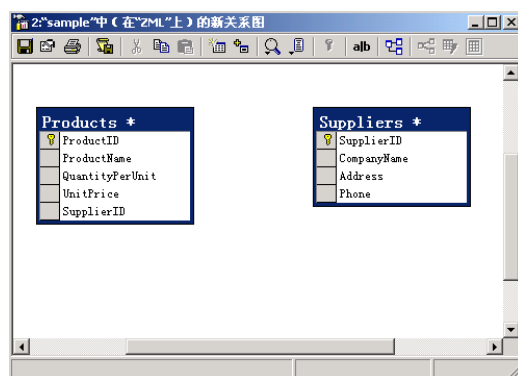 2:"sample"中 ( 在"ZML"上 ) 的新关系图
a|b
Products *
ProductID
ProductName
QuantityPerUnit
UnitPrice
SupplierID
Suppliers *
SupplierID
CompanyName
Address
Phone